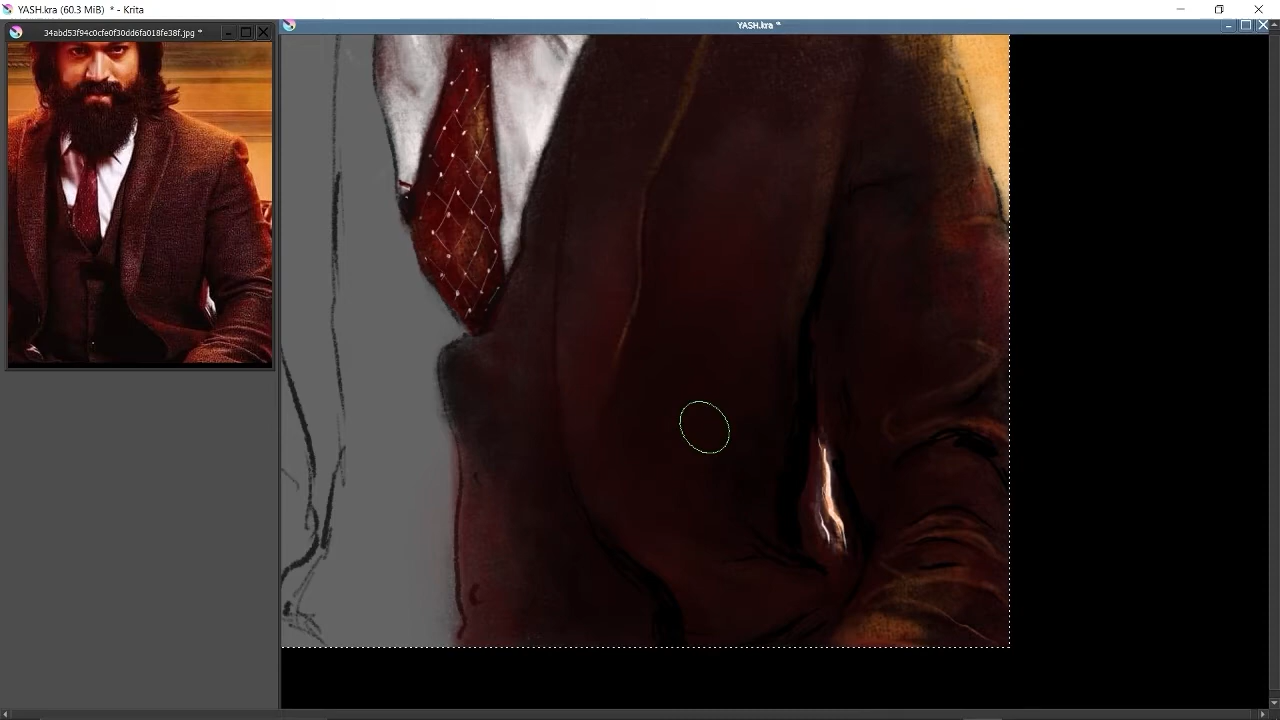 YASH.kra (60.3 MiB) * - Krita
34abd53f94c0cfe0f30dd6fa018fe38f.jpg *
YASH.kra *